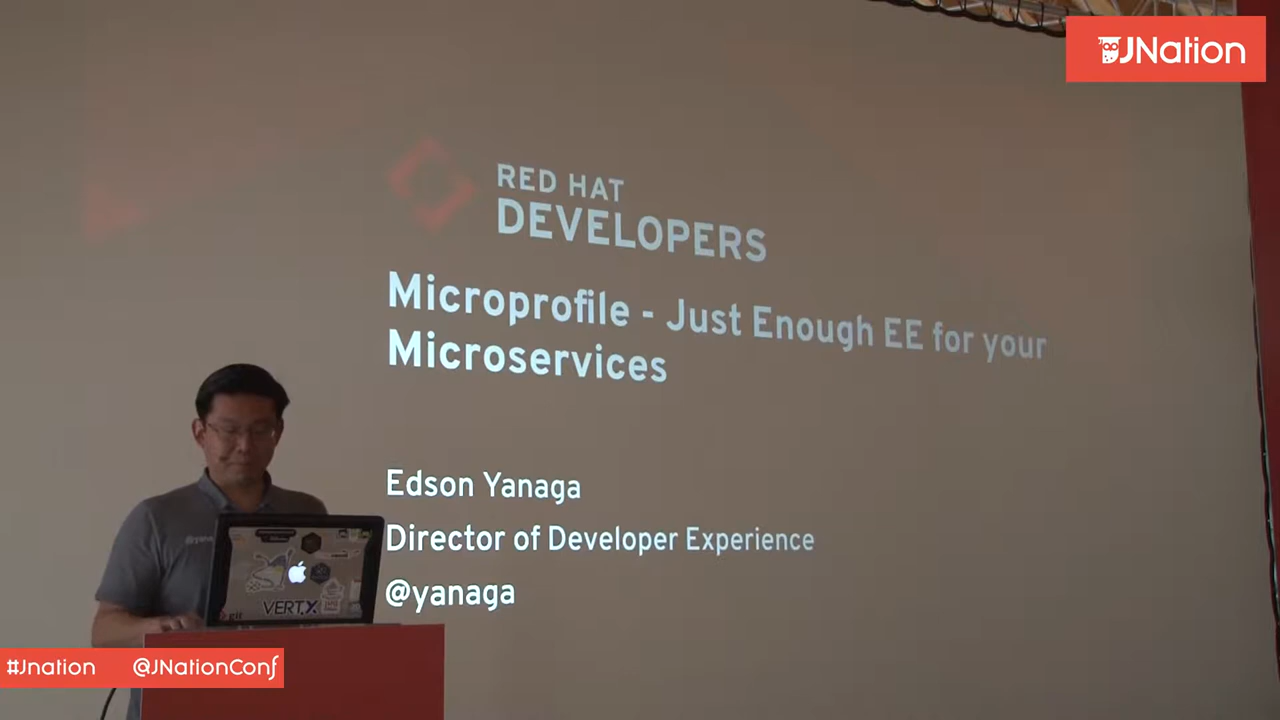 JNation
RED HAT
DEVELOPERS
Microprofile - Just Enough EE for your
Microservices
Edson Yanaga
Director of Developer Experience
@yanaga
VERT.X
git
#Jnation @JNationConf